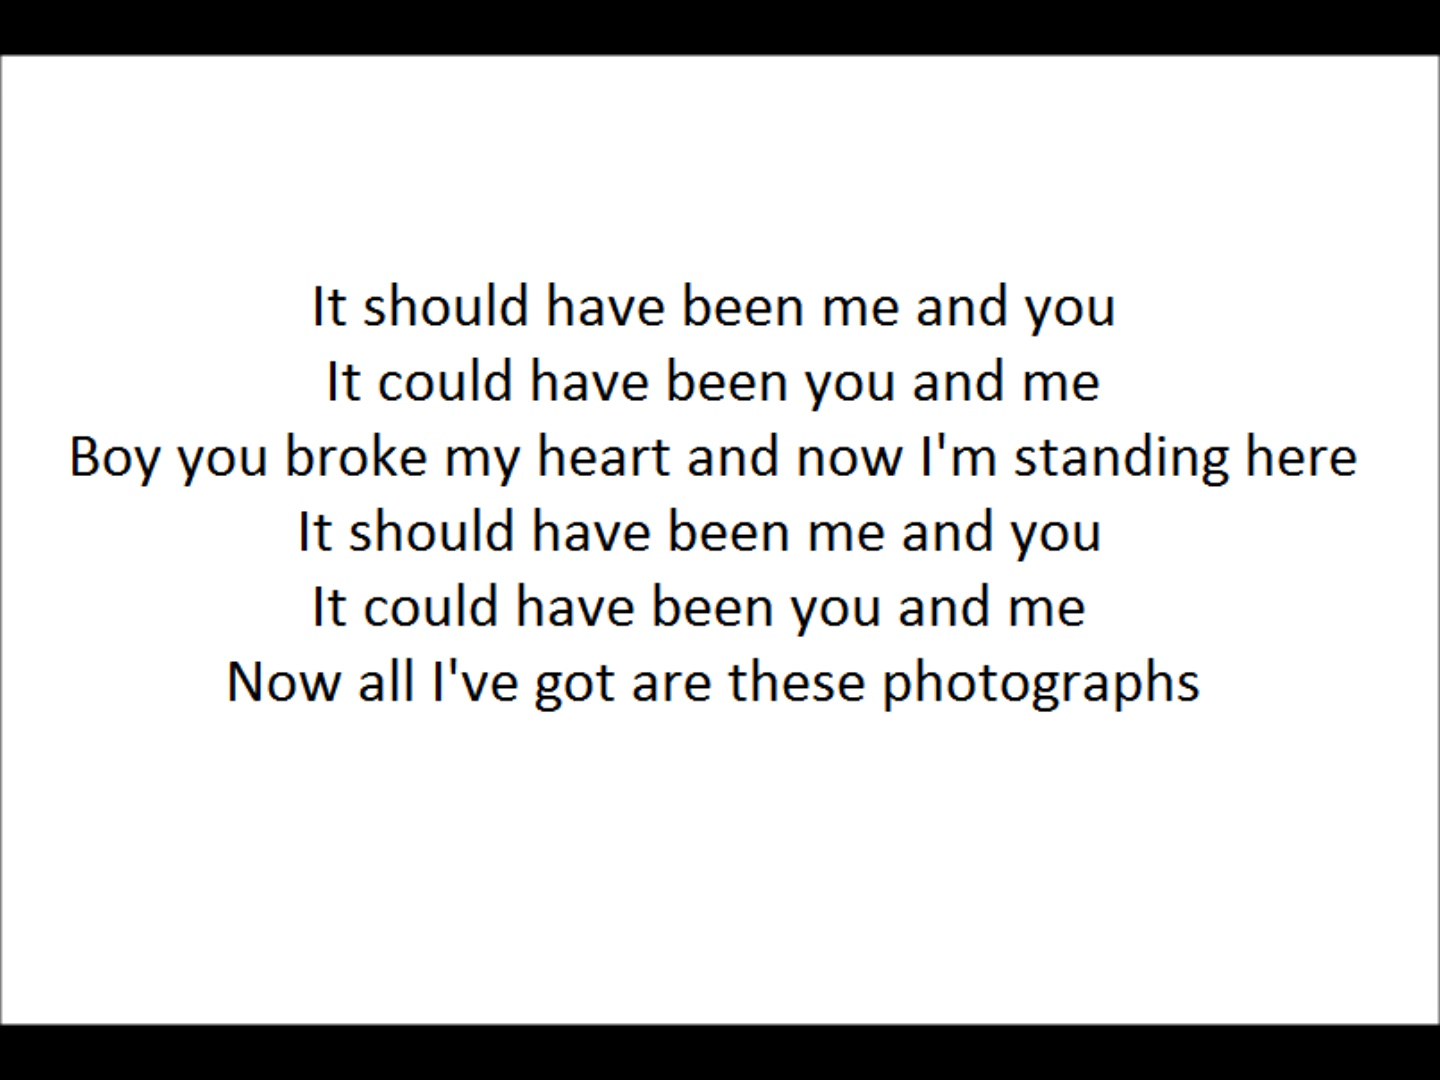 It should have been me and you
It could have been you and me
Boy you broke my heart and now I'm standing here
It should have been me and you
It could have been you and me
Now all I've got are these photographs